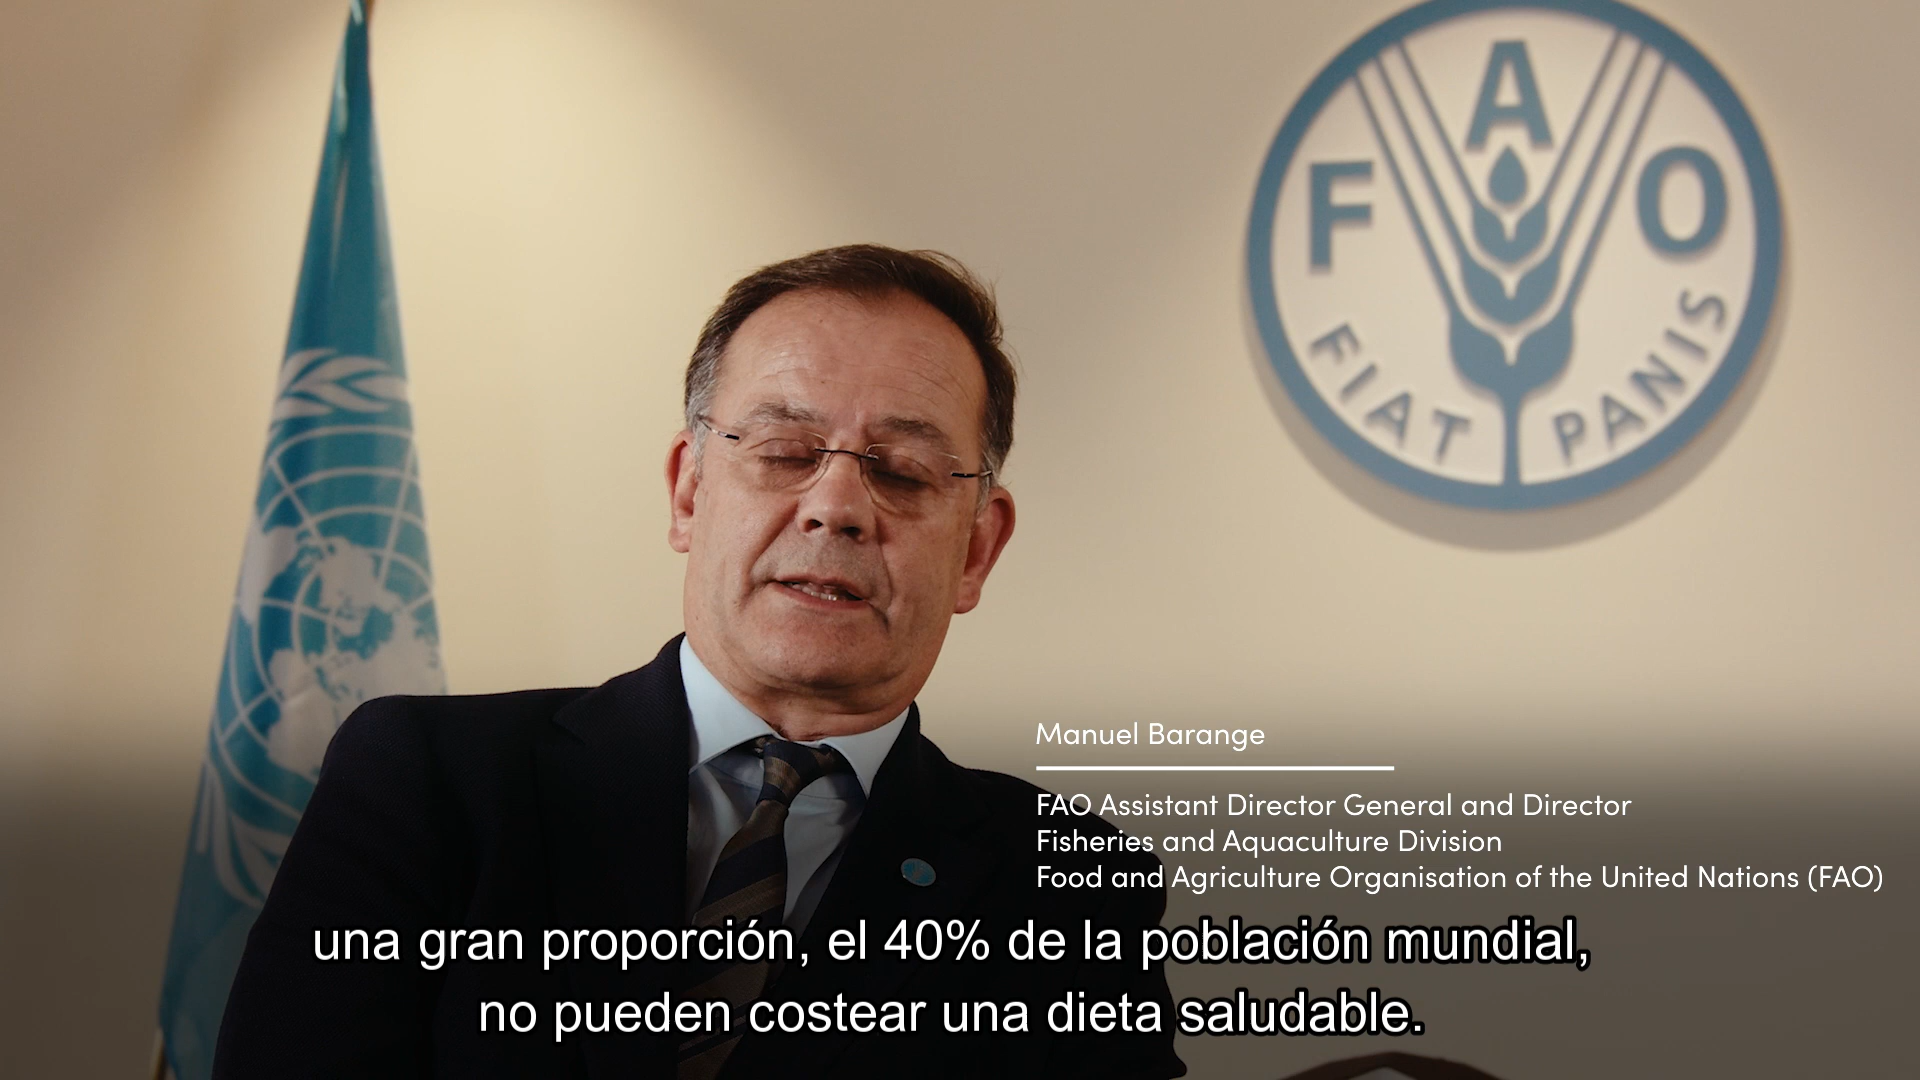 FAO
FIAT PANIS
Manuel Barange
FAO Assistant Director General and Director
Fisheries and Aquaculture Division
Food and Agriculture Organisation of the United Nations (FAO)
una gran proporción, el 40% de la población mundial,
no pueden costear una dieta saludable.